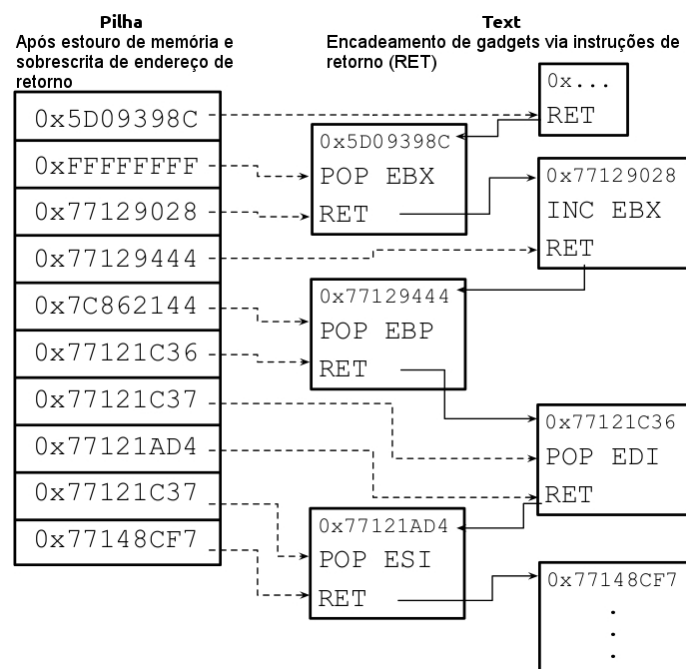 Pilha
Após estouro de memória e
sobrescrita de endereço de
retorno
0x5D09398C
0xFFFFFFFF
0x77129028
0x77129444
0x7C862144
0x77121C36
0x77121C37
0x77121AD4
0x77121C37
0x77148CF7
Text
Encadeamento de gadgets via instruções de
retorno (RET)
0x...
RET
0x5D09398C
POP EBX
RET
0x77129028
INC EBX
RET
0x77129444
POP EBP
RET
0x77121C36
POP EDI
RET
0x77121AD4
POP ESI
RET
0x77148CF7
.
.
.